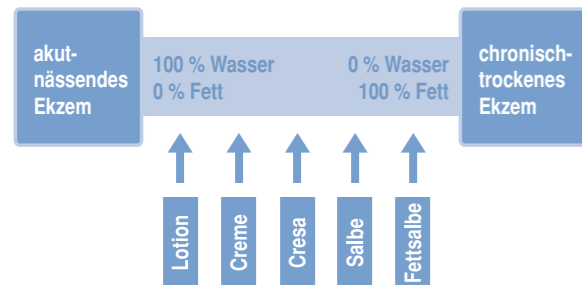 akut-
nässendes
Ekzem
100 % Wasser
0 % Fett
0 % Wasser
100 % Fett
chronisch-
trockenes
Ekzem
Lotion
Creme
Cresa
Salbe
Fettsalbe